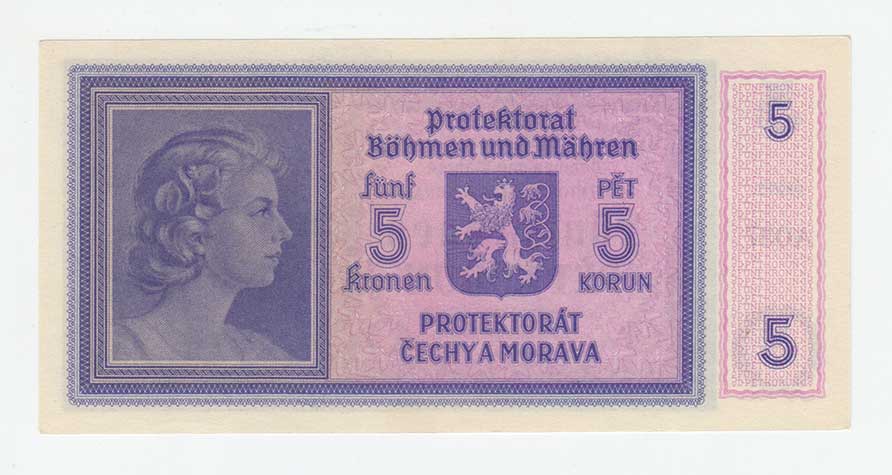 Protektorat
Böhmen und Mähren
fünf
5
Kronen
PĚT
5
KORUN
PROTEKTORÁT
ČECHY A MORAVA
5
5